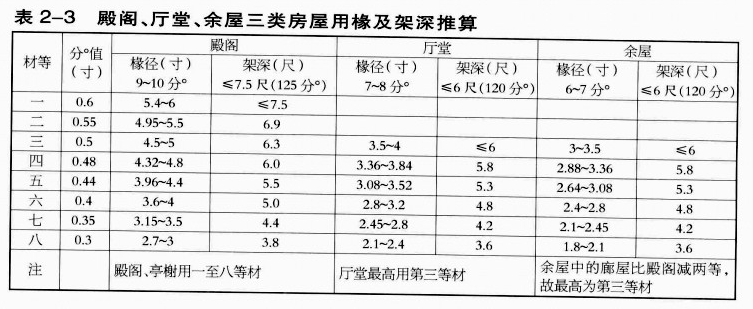 表 2-3 殿阁、厅堂、余屋三类房屋用椽及架深推算
材等 分°值(寸) 殿阁 厅堂 余屋
椽径(寸) 9~10 分° 架深(尺) ≤7.5 尺(125 分°) 椽径(寸) 7~8 分° 架深(尺) ≤6 尺(120 分°) 椽径(寸) 6~7 分° 架深(尺) ≤6 尺(120 分°)
一 0.6 5.4~6 ≤7.5
二 0.55 4.95~5.5 6.9
三 0.5 4.5~5 6.3 3.5~4 ≤6 3~3.5 ≤6
四 0.48 4.32~4.8 6.0 3.36~3.84 5.8 2.88~3.36 5.8
五 0.44 3.96~4.4 5.5 3.08~3.52 5.3 2.64~3.08 5.3
六 0.4 3.6~4 5.0 2.8~3.2 4.8 2.4~2.8 4.8
七 0.35 3.15~3.5 4.4 2.45~2.8 4.2 2.1~2.45 4.2
八 0.3 2.7~3 3.8 2.1~2.4 3.6 1.8~2.1 3.6
注 殿阁、亭榭用一至八等材 厅堂最高用第三等材 余屋中的廊屋比殿阁减两等,
故最高为第三等材